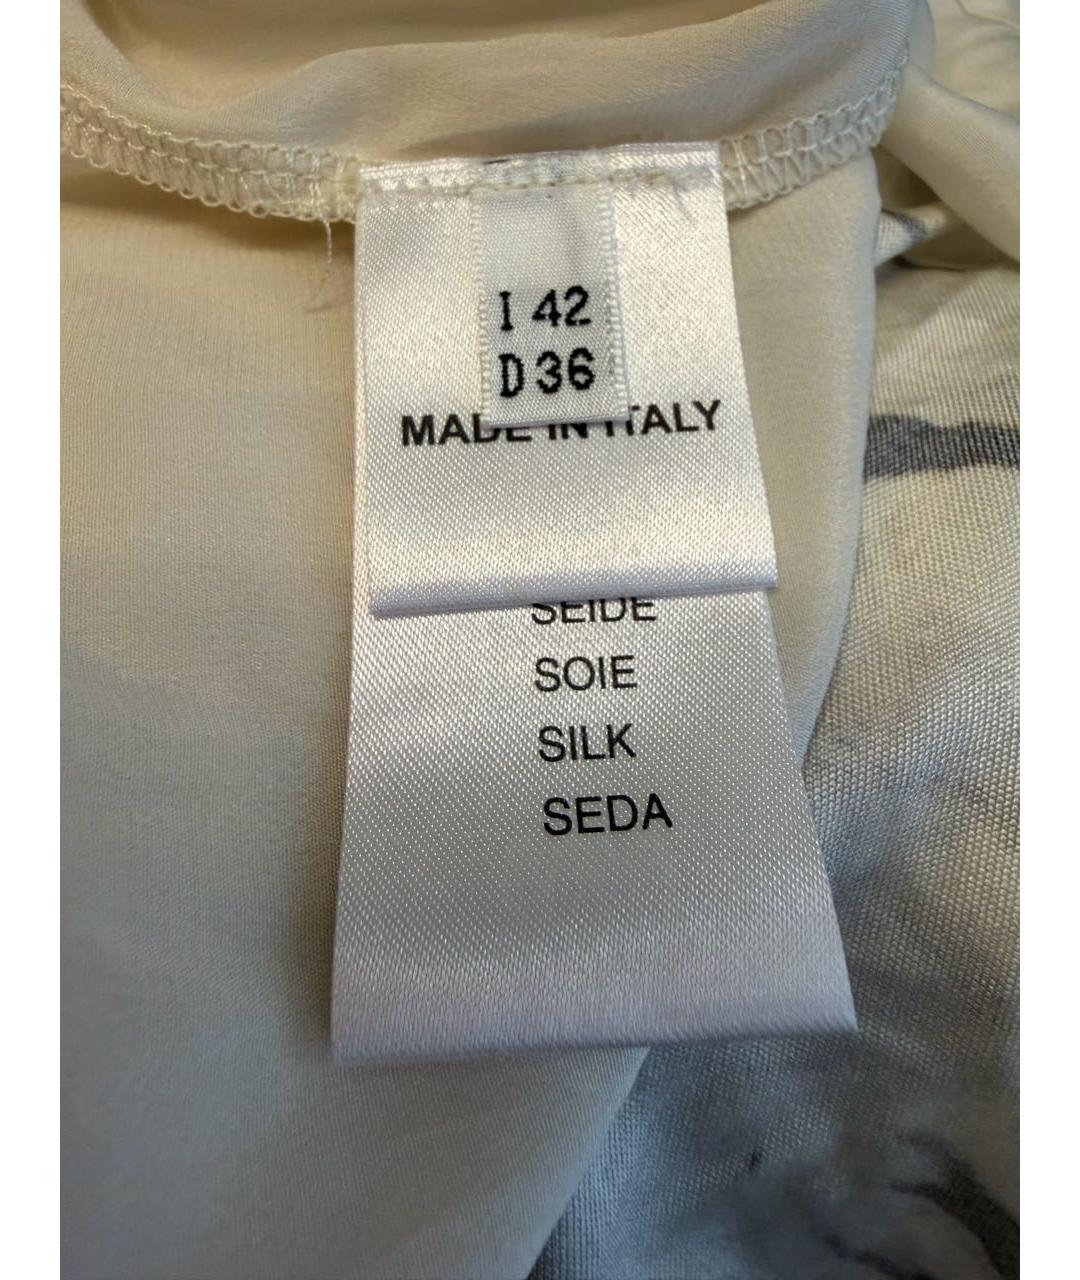 I 42
D 36
MADE IN ITALY
SEIDE
SOIE
SILK
SEDA